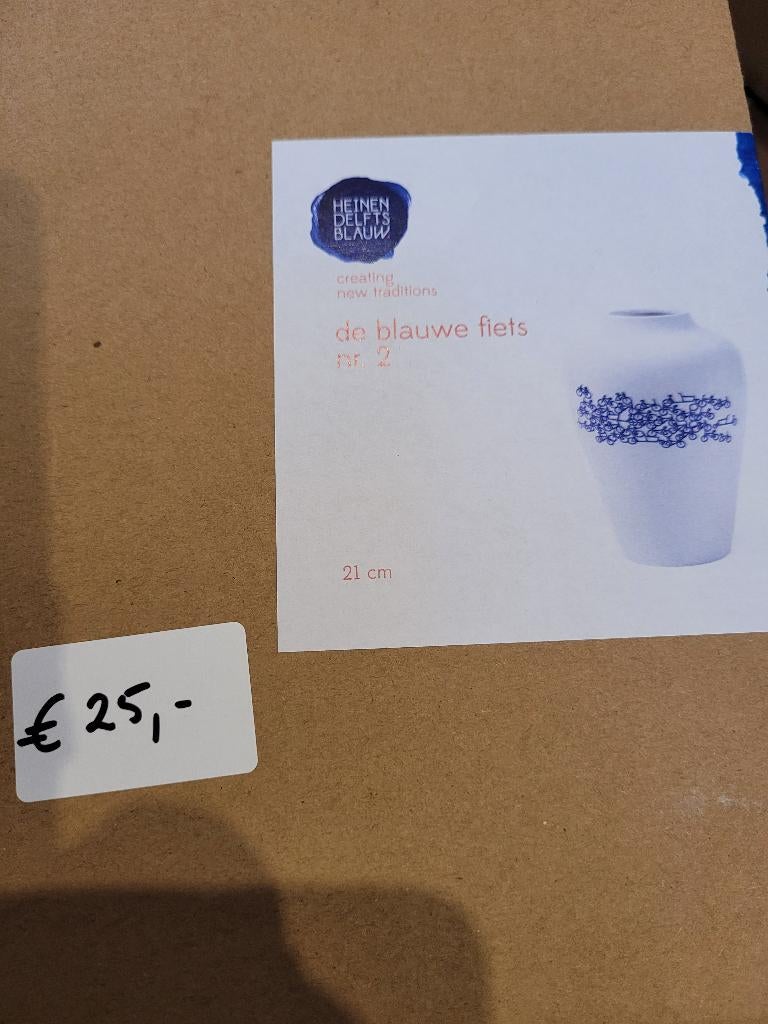 HEINEN
DELFTS
BLAUW
creating
new traditions
de blauwe fiets
nr. 2
21 cm
€ 25,-